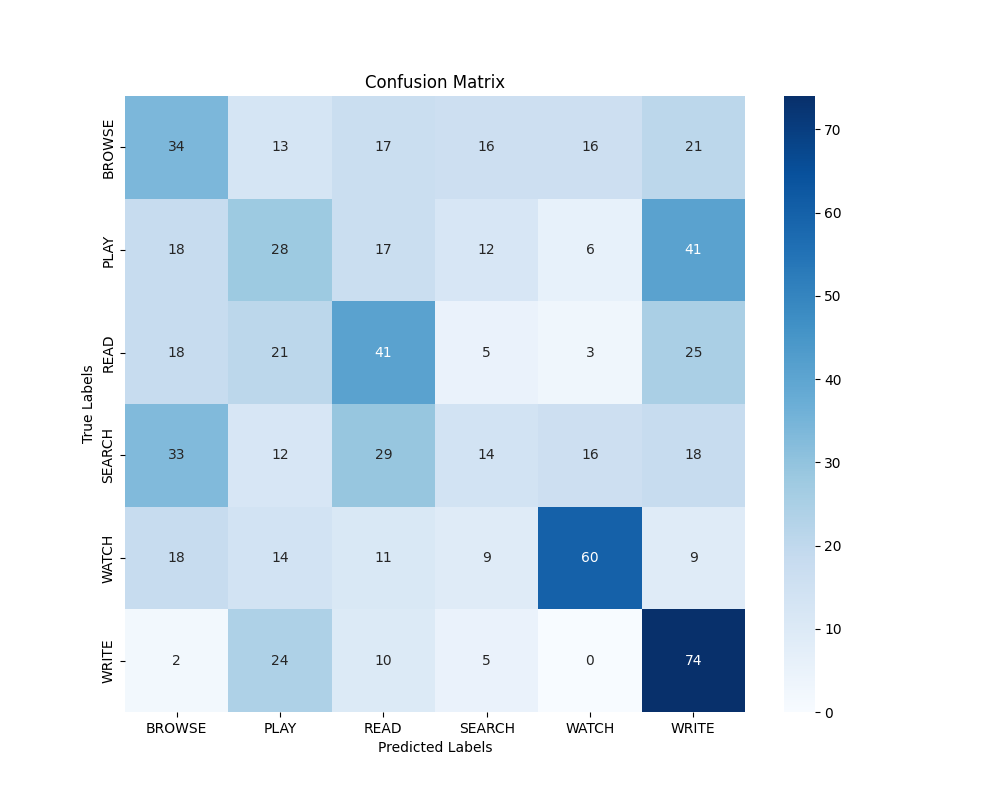 Confusion Matrix
BROWSE 34 13 17 16 16 21
PLAY 18 28 17 12 6 41
READ 18 21 41 5 3 25
SEARCH 33 12 29 14 16 18
WATCH 18 14 11 9 60 9
WRITE 2 24 10 5 0 74
True Labels
BROWSE PLAY READ SEARCH WATCH WRITE
Predicted Labels
70
60
50
40
30
20
10
0